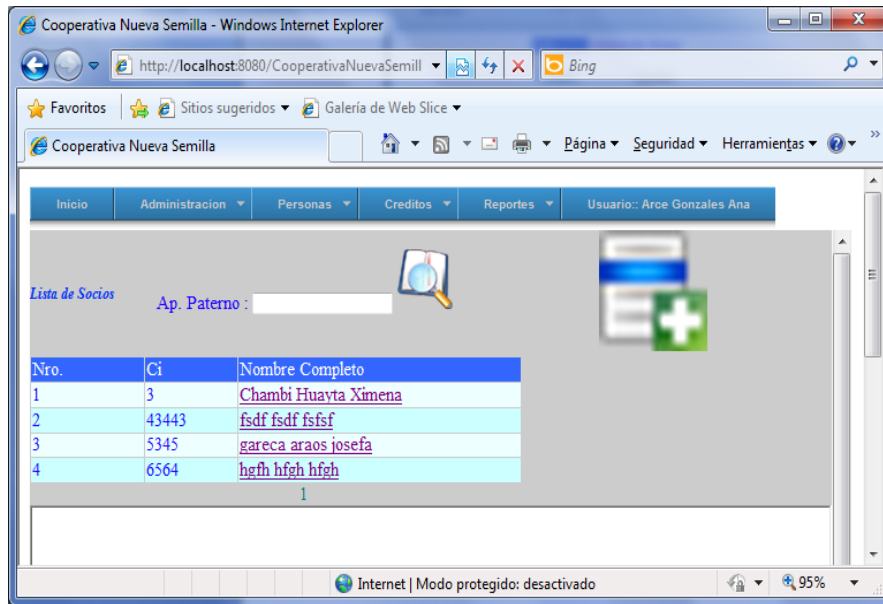 Cooperativa Nueva Semilla - Windows Internet Explorer
http://localhost:8080/CooperativaNuevaSemill
Bing
Favoritos Sitios sugeridos Galería de Web Slice
Cooperativa Nueva Semilla Página Seguridad Herramientas »
Inicio Administracion Personas Creditos Reportes Usuario:: Arce Gonzales Ana
Lista de Socios Ap. Paterno :
Nro. Ci Nombre Completo
1 3 Chambi Huayta Ximena
2 43443 fsdf fsdf fsfsf
3 5345 gareca araos josefa
4 6564 hgfh hfgh hfgh
1
Internet | Modo protegido: desactivado 95%